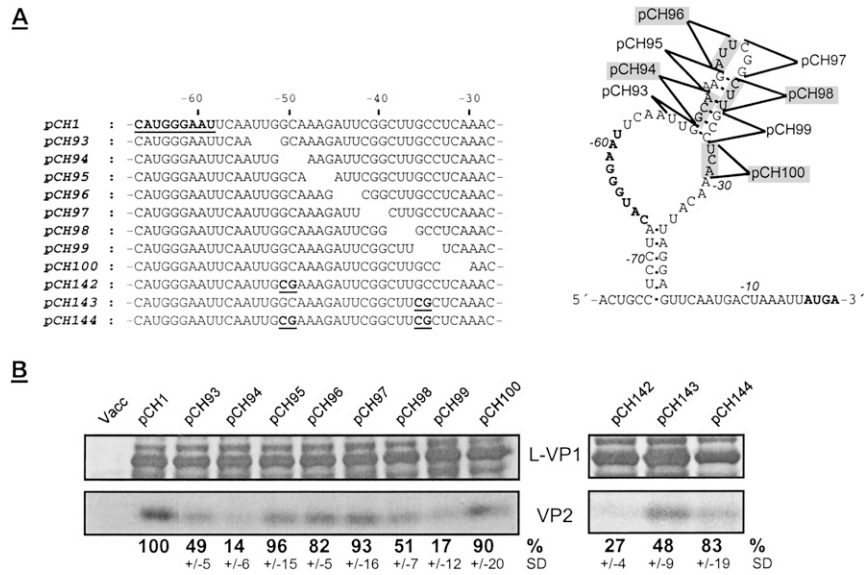 A
-60 -50 -40 -30
pCH1 : -CAUGGGAAUUCAAUUGGCAAAGAUUCGGCUUGCCUCAAAC-
pCH93 : -CAUGGGAAUUCAA GCAAAGAUUCGGCUUGCCUCAAAC-
pCH94 : -CAUGGGAAUUCAAUUG AAGAUUCGGCUUGCCUCAAAC-
pCH95 : -CAUGGGAAUUCAAUUGGCA AUUCGGCUUGCCUCAAAC-
pCH96 : -CAUGGGAAUUCAAUUGGCAAAG CGGCUUGCCUCAAAC-
pCH97 : -CAUGGGAAUUCAAUUGGCAAAGAUU CUUGCCUCAAAC-
pCH98 : -CAUGGGAAUUCAAUUGGCAAAGAUUCGG GCCUCAAAC-
pCH99 : -CAUGGGAAUUCAAUUGGCAAAGAUUCGGCUU UCAAAC-
pCH100 : -CAUGGGAAUUCAAUUGGCAAAGAUUCGGCUUGCC AAC-
pCH142 : -CAUGGGAAUUCAAUUGCGAAAGAUUCGGCUUGCCUCAAAC-
pCH143 : -CAUGGGAAUUCAAUUGGCAAAGAUUCGGCUUCGCUCAAAC-
pCH144 : -CAUGGGAAUUCAAUUGCGAAAGAUUCGGCUUCGCUCAAAC-
pCH96
pCH95
pCH94
pCH93
pCH97
pCH98
pCH99
pCH100
-60
-30
-70
-10
5´-ACUGCC GUUCAAUGACUAAAUUAUGA-3´
B
Vacc pCH1 pCH93 pCH94 pCH95 pCH96 pCH97 pCH98 pCH99 pCH100 pCH142 pCH143 pCH144
L-VP1
VP2
100 49 14 96 82 93 51 17 90 % 27 48 83 %
+/-5 +/-6 +/-15 +/-5 +/-16 +/-7 +/-12 +/-20 SD +/-4 +/-9 +/-19 SD